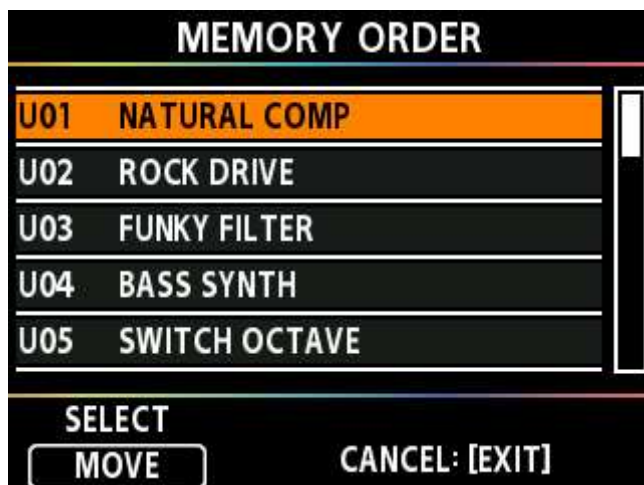 MEMORY ORDER
U01 NATURAL COMP
U02 ROCK DRIVE
U03 FUNKY FILTER
U04 BASS SYNTH
U05 SWITCH OCTAVE
SELECT
MOVE CANCEL: [EXIT]